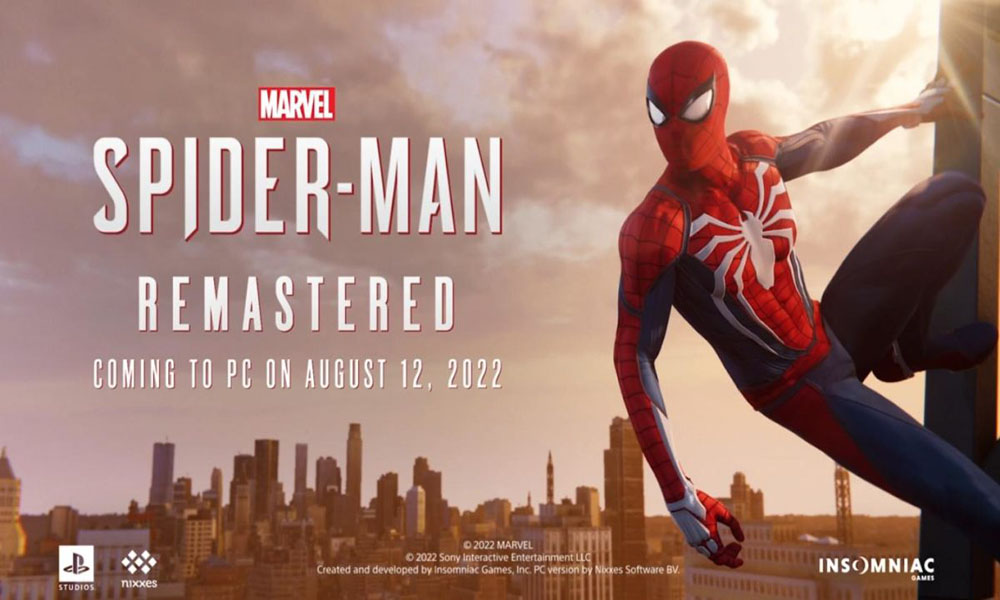 MARVEL
SPIDER-MAN
REMASTERED
COMING TO PC ON AUGUST 12, 2022
© 2022 MARVEL
© 2022 Sony Interactive Entertainment LLC
Created and developed by Insomniac Games, Inc. PC version by Nixxes Software BV.
STUDIOS
nixxes
INSOMNIAC
GAMES